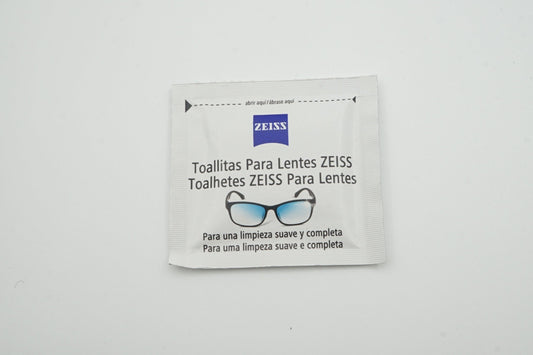 abrir aqui / ábrase aquí
ZEISS
Toallitas Para Lentes ZEISS
Toalhetes ZEISS Para Lentes
Para una limpieza suave y completa
Para uma limpeza suave e completa